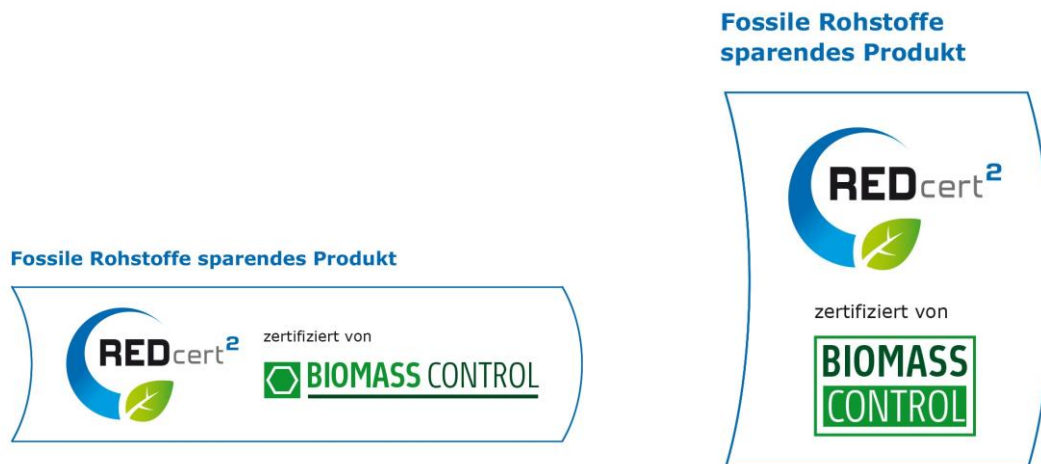 Fossile Rohstoffe sparendes Produkt
REDcert²
zertifiziert von
BIOMASS CONTROL
Fossile Rohstoffe
sparendes Produkt
REDcert²
zertifiziert von
BIOMASS
CONTROL